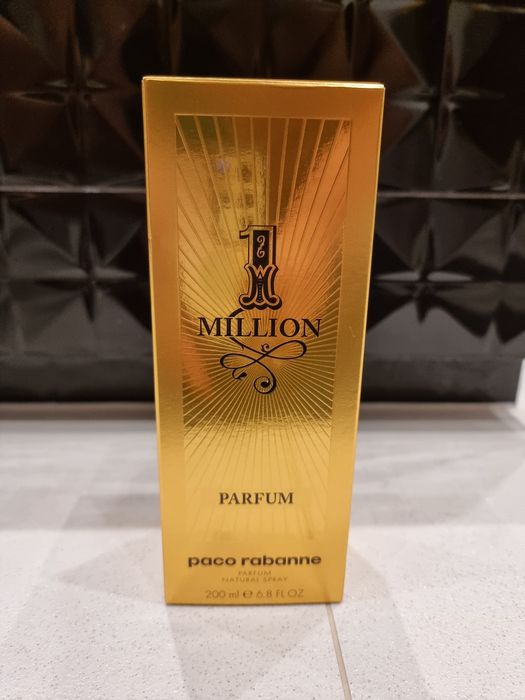 1
MILLION
PARFUM
paco rabanne
PARFUM
NATURAL SPRAY
200 ml ℮ 6.8 FL OZ